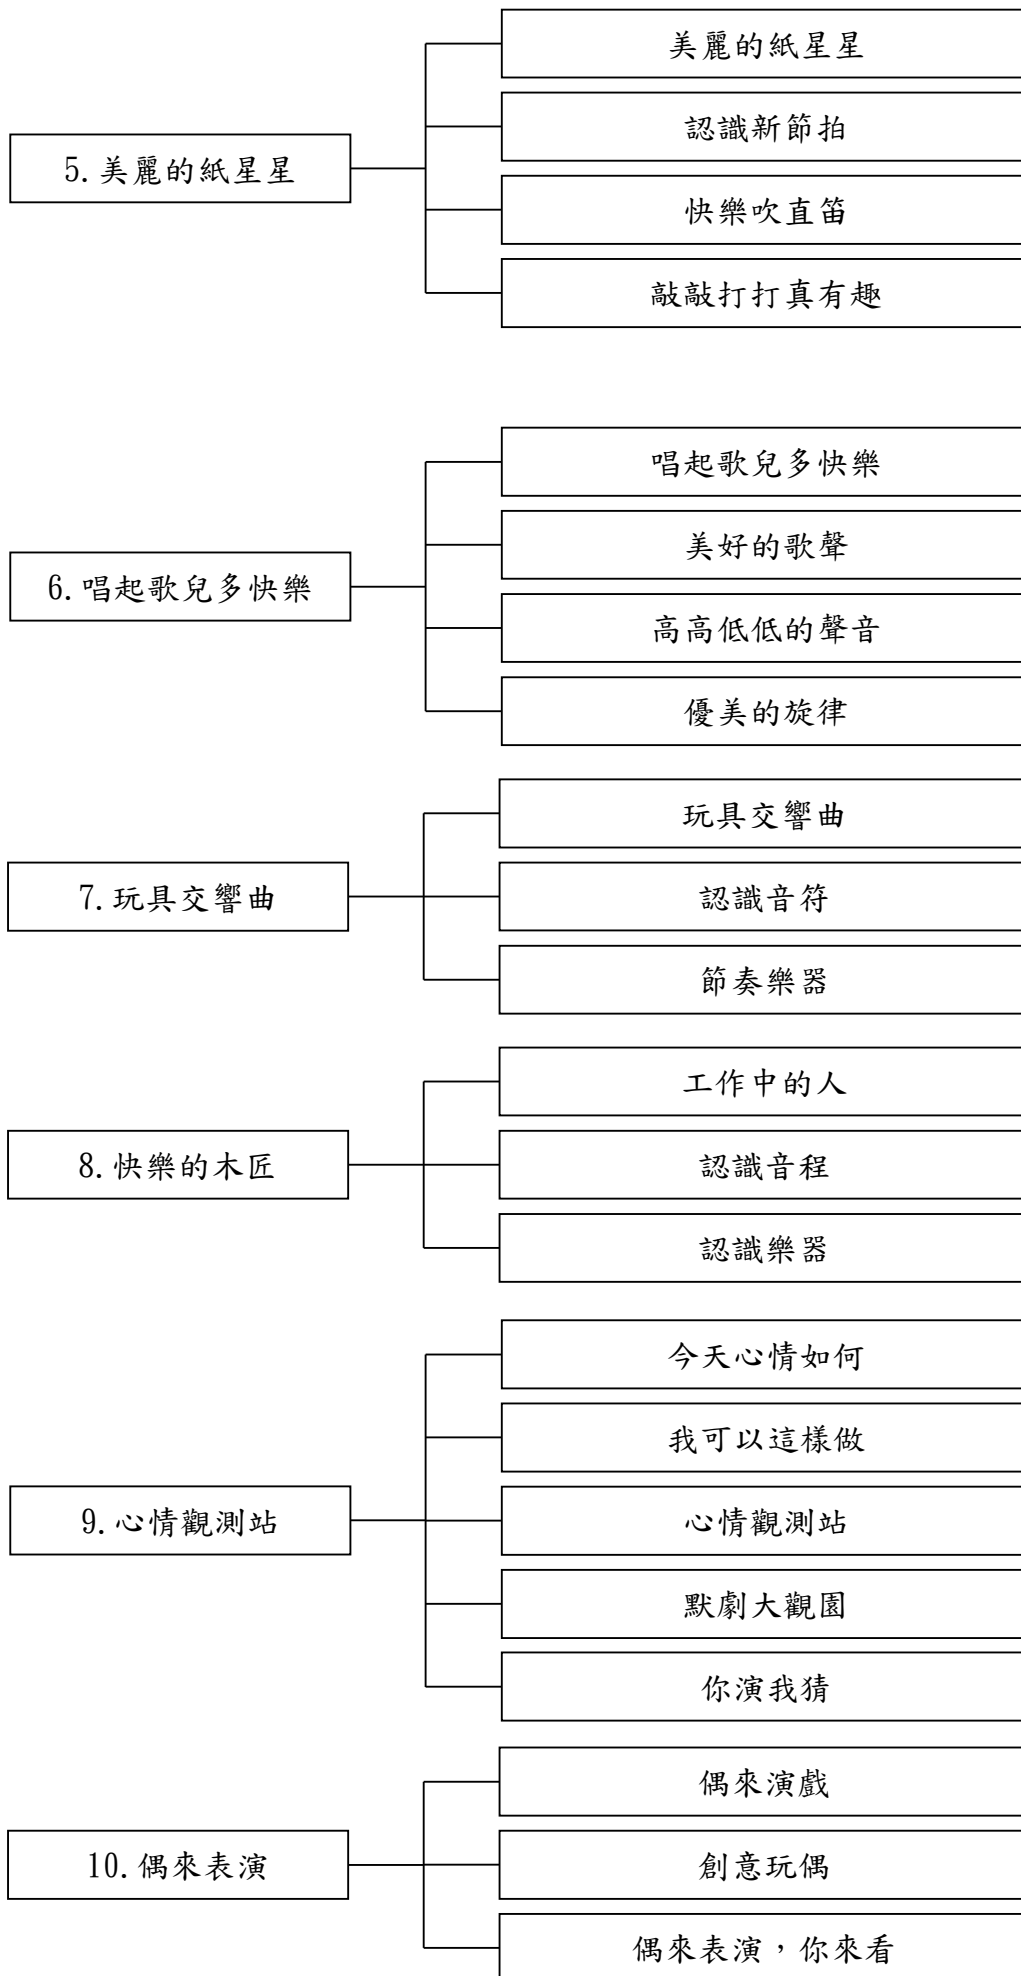 5.美麗的紙星星
美麗的紙星星
認識新節拍
快樂吹直笛
敲敲打打真有趣
6.唱起歌兒多快樂
唱起歌兒多快樂
美好的歌聲
高高低低的聲音
優美的旋律
7.玩具交響曲
玩具交響曲
認識音符
節奏樂器
8.快樂的木匠
工作中的人
認識音程
認識樂器
9.心情觀測站
今天心情如何
我可以這樣做
心情觀測站
默劇大觀園
你演我猜
10.偶來表演
偶來演戲
創意玩偶
偶來表演，你來看